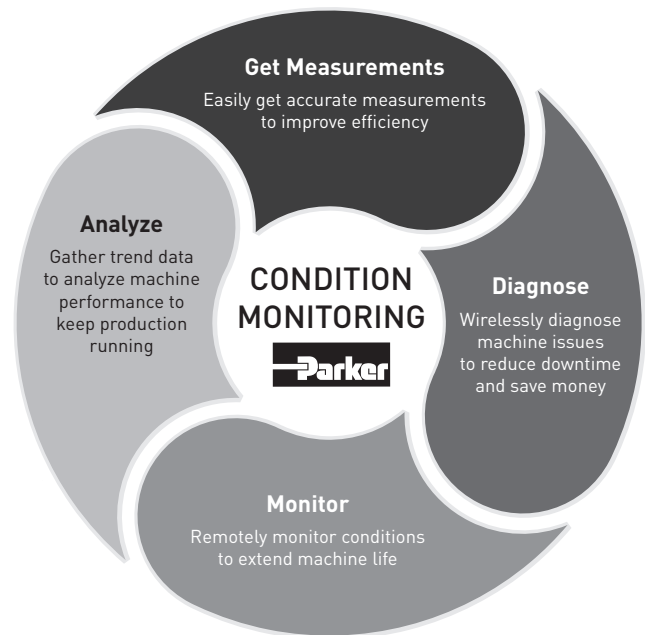 Get Measurements
Easily get accurate measurements
to improve efficiency
Diagnose
Wirelessly diagnose
machine issues
to reduce downtime
and save money
Monitor
Remotely monitor conditions
to extend machine life
Analyze
Gather trend data
to analyze machine
performance to
keep production
running
CONDITION
MONITORING
Parker